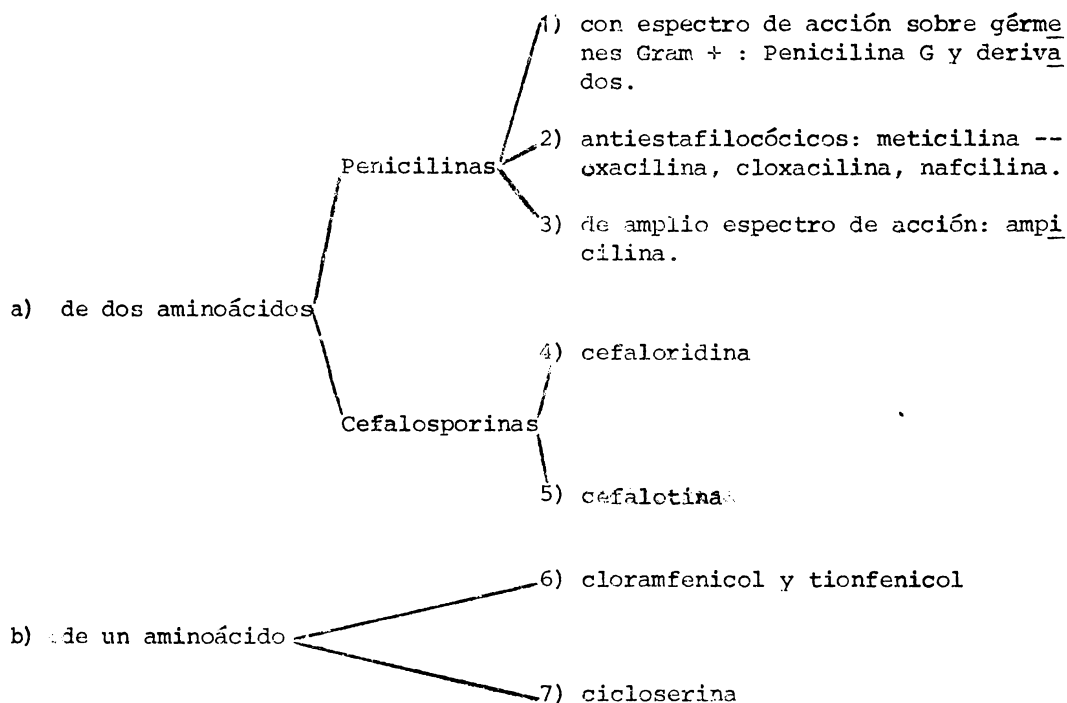 1) con espectro de acción sobre gérme
nes Gram + : Penicilina G y deriva
dos.
2) antiestafilocócicos: meticilina --
oxacilina, cloxacilina, nafcilina.
Penicilinas
3) de amplio espectro de acción: ampi
cilina.
a) de dos aminoácidos
4) cefaloridina
Cefalosporinas
5) cefalotina
6) cloramfenicol y tionfenicol
b) de un aminoácido
7) cicloserina